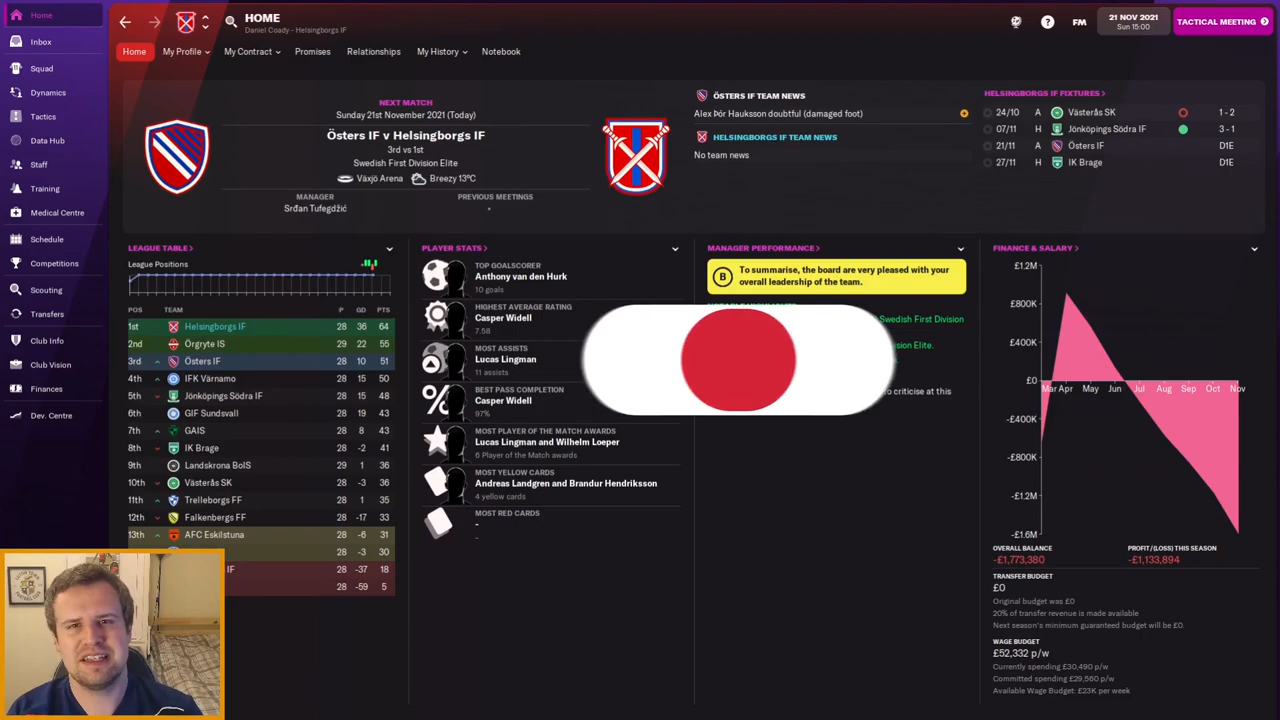 Home
Inbox
Squad
Dynamics
Tactics
Data Hub
Staff
Training
Medical Centre
Schedule
Competitions
Scouting
Transfers
Club Info
Club Vision
Finances
Dev. Centre
HOME
Daniel Coady - Helsingborgs IF
FM
21 NOV 2021
Sun 15:00
TACTICAL MEETING
Home
My Profile
My Contract
Promises
Relationships
My History
Notebook
NEXT MATCH
Sunday 21st November 2021 (Today)
Östers IF v Helsingborgs IF
3rd vs 1st
Swedish First Division Elite
Växjö Arena
Breezy 13ºC
MANAGER
PREVIOUS MEETINGS
Srđan Tufegdžić
-
ÖSTERS IF TEAM NEWS
Alex Þór Hauksson doubtful (damaged foot)
HELSINGBORGS IF TEAM NEWS
No team news
HELSINGBORGS IF FIXTURES >
24/10 A Västerås SK 1 - 2
07/11 H Jönköpings Södra IF 3 - 1
21/11 A Östers IF D1E
27/11 H IK Brage D1E
LEAGUE TABLE >
League Positions
POS TEAM P GD PTS
1st Helsingborgs IF 28 36 64
2nd Örgryte IS 29 22 55
3rd Östers IF 28 10 51
4th IFK Värnamo 28 15 50
5th Jönköpings Södra IF 28 15 48
6th GIF Sundsvall 28 19 43
7th GAIS 28 8 43
8th IK Brage 28 -2 41
9th Landskrona BoIS 29 1 36
10th Västerås SK 28 -3 36
11th Trelleborgs FF 28 1 35
12th Falkenbergs FF 28 -17 33
13th AFC Eskilstuna 28 -6 31
28 -3 30
IF 28 -37 18
28 -59 5
PLAYER STATS >
TOP GOALSCORER
Anthony van den Hurk
10 goals
HIGHEST AVERAGE RATING
Casper Widell
7.58
MOST ASSISTS
Lucas Lingman
11 assists
BEST PASS COMPLETION
Casper Widell
97%
MOST PLAYER OF THE MATCH AWARDS
Lucas Lingman and Wilhelm Loeper
6 Player of the Match awards
MOST YELLOW CARDS
Andreas Landgren and Brandur Hendriksson
4 yellow cards
MOST RED CARDS
-
-
MANAGER PERFORMANCE >
B
To summarise, the board are very pleased with your
overall leadership of the team.
Swedish First Division
Elite.
to criticise at this
FINANCE & SALARY >
£1.2M
£800K
£400K
£0
-£400K
-£800K
-£1.2M
-£1.6M
Mar Apr May Jun Jul Aug Sep Oct Nov
OVERALL BALANCE
PROFIT/(LOSS) THIS SEASON
-£1,773,380
-£1,133,894
TRANSFER BUDGET
£0
Original budget was £0
20% of transfer revenue is made available
Next season's minimum guaranteed budget will be £0.
WAGE BUDGET
£52,332 p/w
Currently spending £30,490 p/w
Committed spending £29,560 p/w
Available Wage Budget: £23K per week